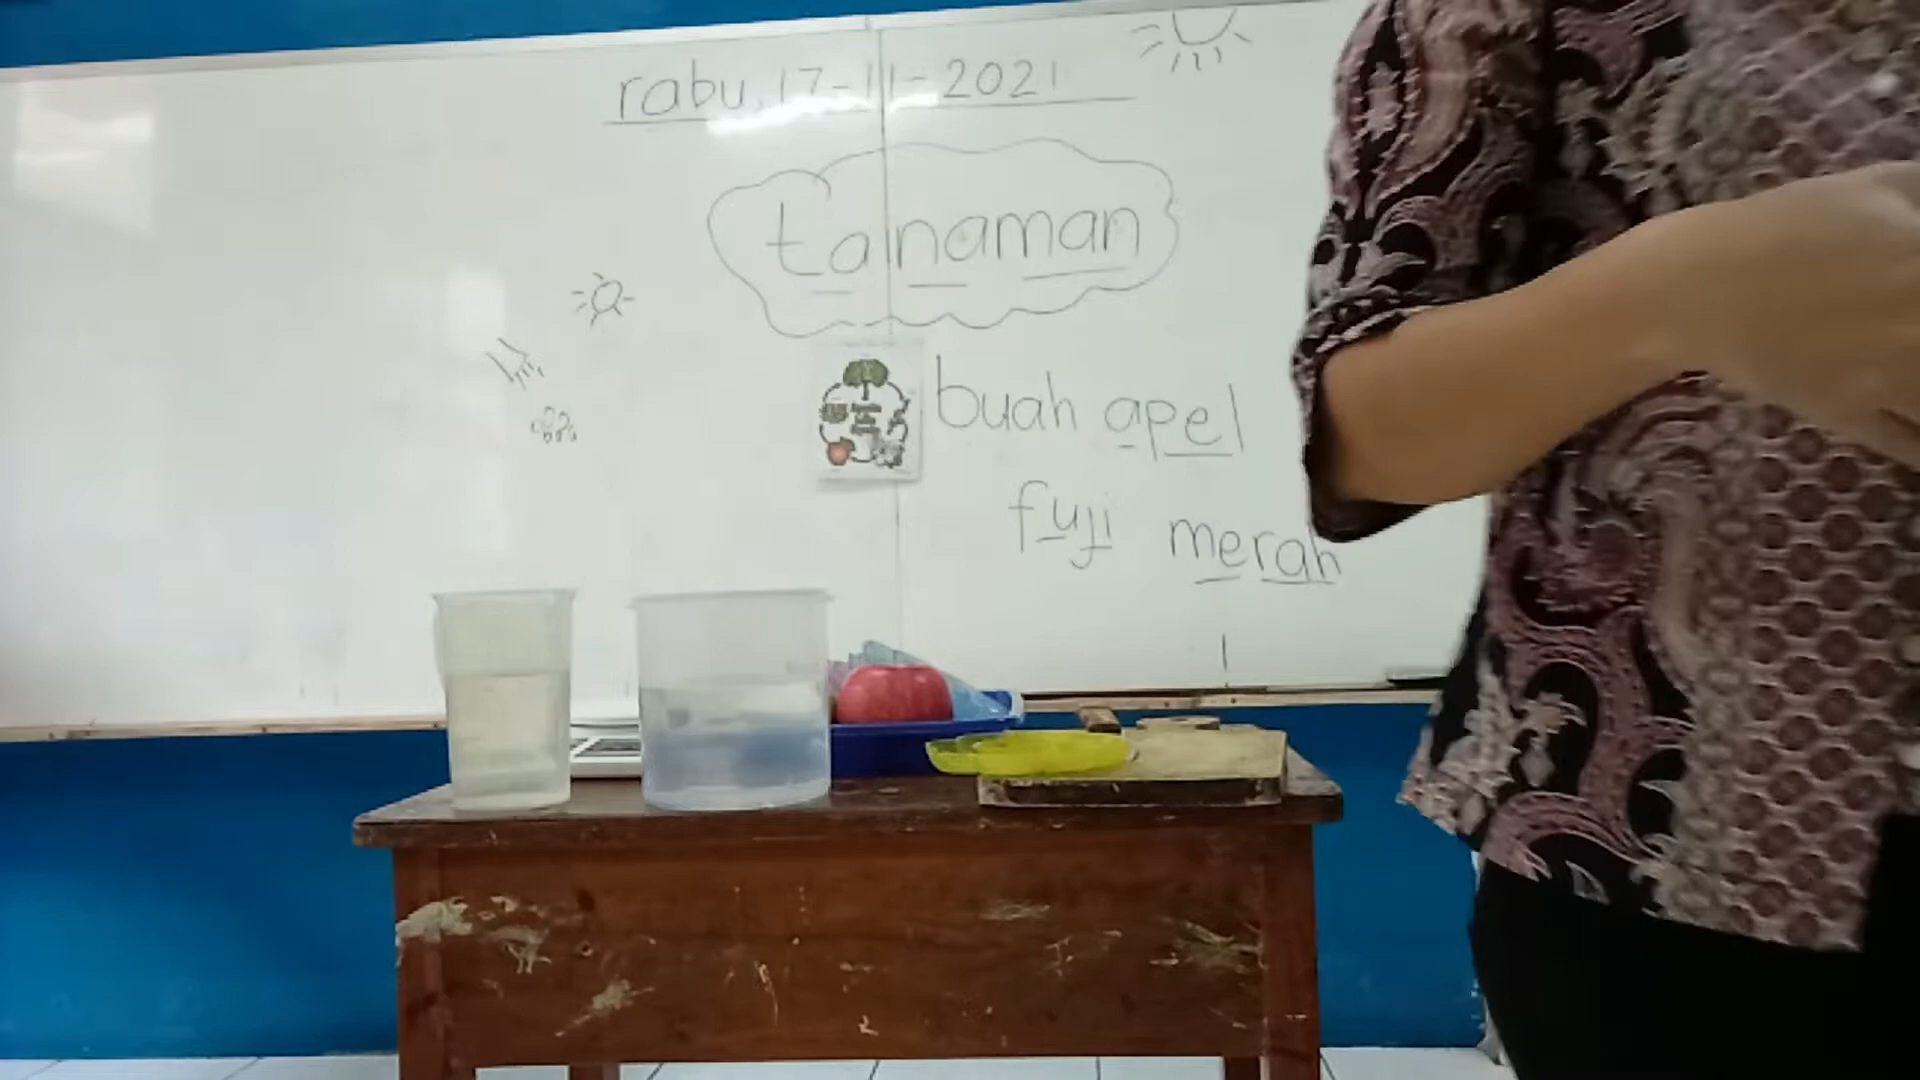 rabu, 17-11-2021
tanaman
buah apel
fuji merah